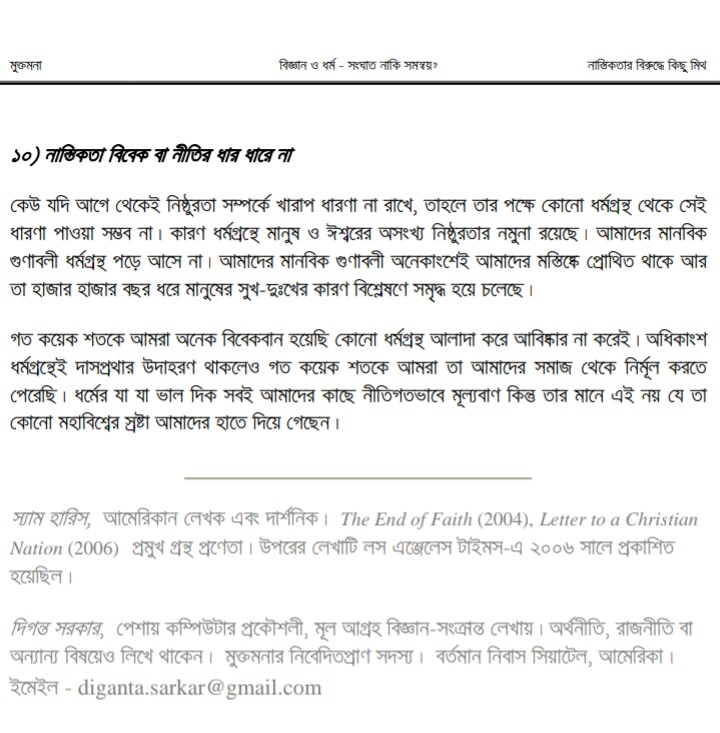 মুক্তমনা বিজ্ঞান ও ধর্ম - সংঘাত নাকি সমন্বয়? নাস্তিকতার বিরুদ্ধে কিছু মিথ
১০) নাস্তিকতা বিবেক বা নীতির ধার ধারে না
কেউ যদি আগে থেকেই নিষ্ঠুরতা সম্পর্কে খারাপ ধারণা না রাখে, তাহলে তার পক্ষে কোনো ধর্মগ্রন্থ থেকে সেই
ধারণা পাওয়া সম্ভব না। কারণ ধর্মগ্রন্থে মানুষ ও ঈশ্বরের অসংখ্য নিষ্ঠুরতার নমুনা রয়েছে। আমাদের মানবিক
গুণাবলী ধর্মগ্রন্থ পড়ে আসে না। আমাদের মানবিক গুণাবলী অনেকাংশেই আমাদের মস্তিষ্কে প্রোথিত থাকে আর
তা হাজার হাজার বছর ধরে মানুষের সুখ-দুঃখের কারণ বিশ্লেষণে সমৃদ্ধ হয়ে চলেছে।
গত কয়েক শতকে আমরা অনেক বিবেকবান হয়েছি কোনো ধর্মগ্রন্থ আলাদা করে আবিষ্কার না করেই। অধিকাংশ
ধর্মগ্রন্থেই দাসপ্রথার উদাহরণ থাকলেও গত কয়েক শতকে আমরা তা আমাদের সমাজ থেকে নির্মূল করতে
পেরেছি। ধর্মের যা যা ভাল দিক সবই আমাদের কাছে নীতিগতভাবে মূল্যবাণ কিন্তু তার মানে এই নয় যে তা
কোনো মহাবিশ্বের স্রষ্টা আমাদের হাতে দিয়ে গেছেন।
স্যাম হারিস, আমেরিকান লেখক এবং দার্শনিক। The End of Faith (2004), Letter to a Christian
Nation (2006) প্রমুখ গ্রন্থ প্রণেতা। উপরের লেখাটি লস এঞ্জেলেস টাইমস-এ ২০০৬ সালে প্রকাশিত
হয়েছিল।
দিগন্ত সরকার, পেশায় কম্পিউটার প্রকৌশলী, মূল আগ্রহ বিজ্ঞান-সংক্রান্ত লেখায়। অর্থনীতি, রাজনীতি বা
অন্যান্য বিষয়েও লিখে থাকেন। মুক্তমনার নিবেদিতপ্রাণ সদস্য। বর্তমান নিবাস সিয়াটেল, আমেরিকা।
ইমেইল - diganta.sarkar@gmail.com